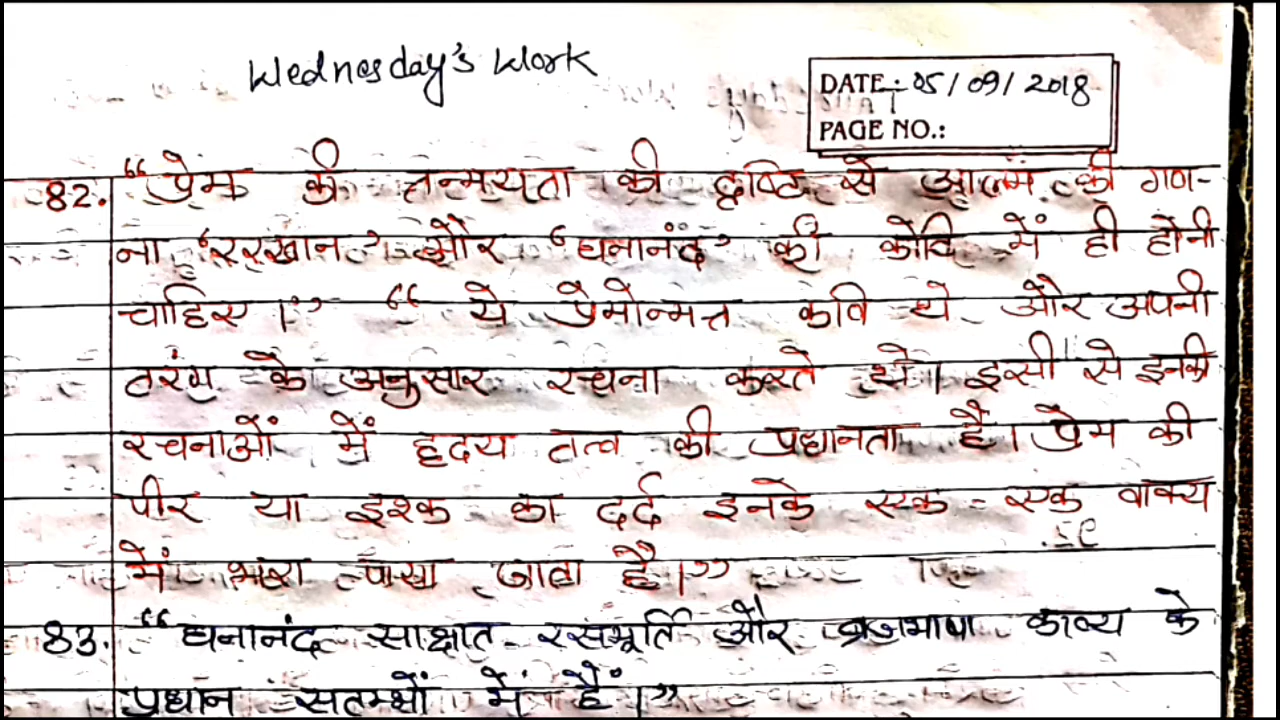 Wednesday's Work
DATE: 05/09/2018
PAGE NO.:
82. “प्रेम की तन्मयता की दृष्टि से आलम की गण-
ना ‘रसखान’ और ‘घनानंद’ की कोटि में ही होनी
चाहिए।” “ये प्रेमोन्मत्त कवि थे और अपनी
तरंग के अनुसार रचना करते थे। इसी से इनकी
रचनाओं में हृदय तत्व की प्रधानता है। प्रेम की
पीर या इश्क का दर्द इनके एक-एक वाक्य
में भरा पाया जाता है।”
83. “घनानंद साक्षात रसमूर्ति और ब्रजभाषा काव्य के
प्रधान सतम्भों में हैं।”